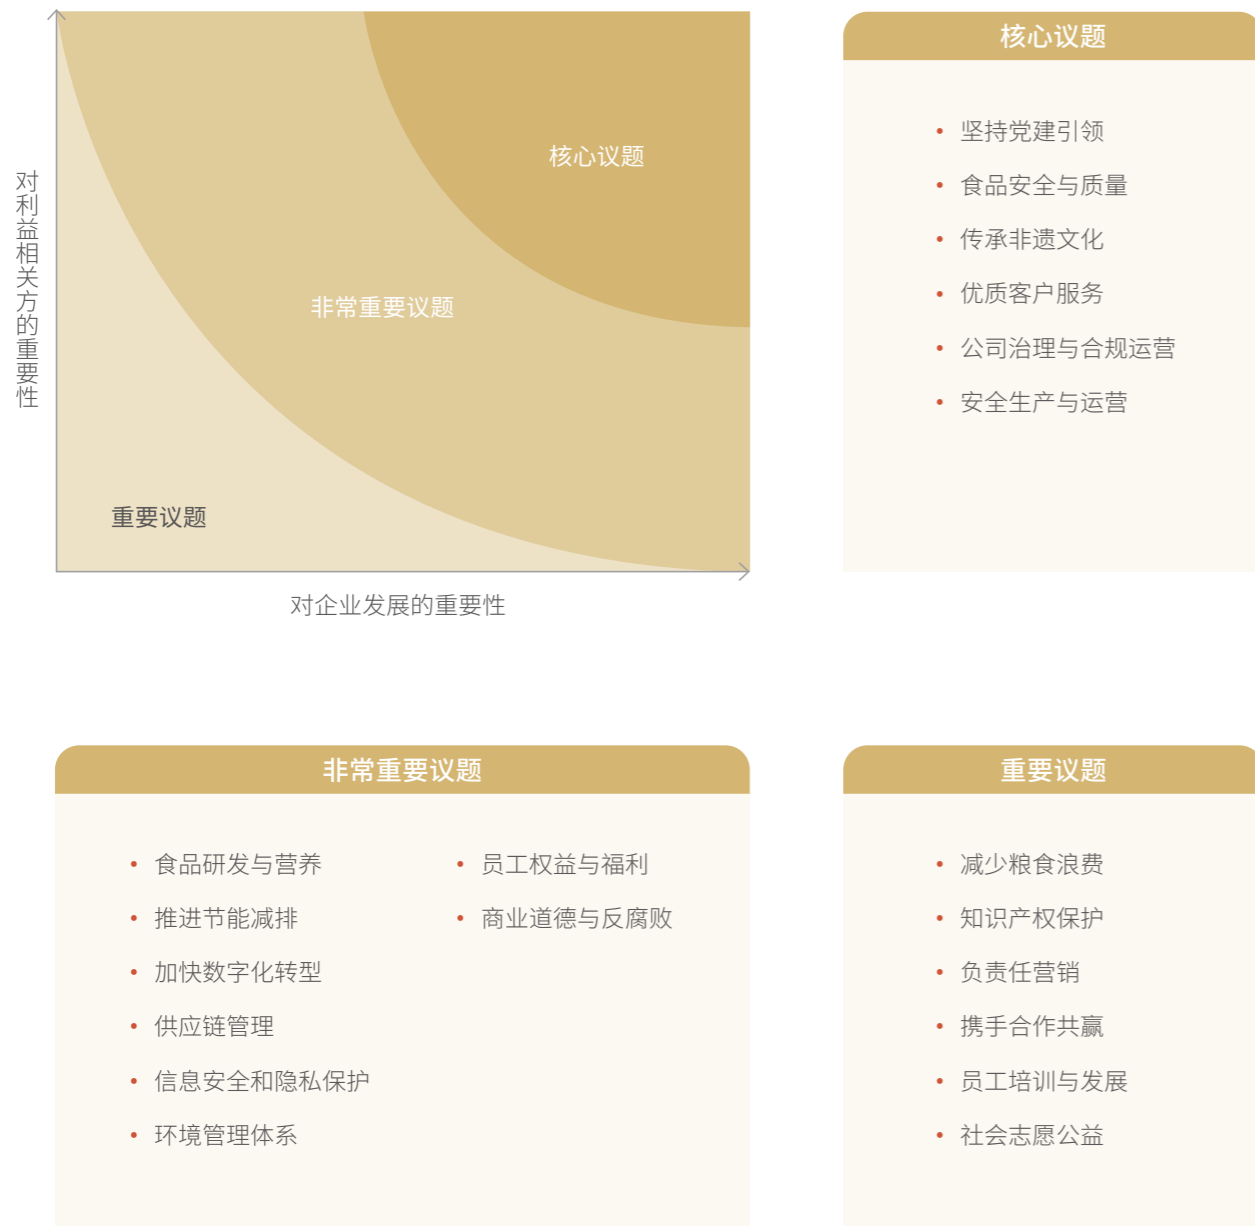 对利益相关方的重要性
核心议题
非常重要议题
重要议题
对企业发展的重要性
核心议题
• 坚持党建引领
• 食品安全与质量
• 传承非遗文化
• 优质客户服务
• 公司治理与合规运营
• 安全生产与运营
非常重要议题
• 食品研发与营养
• 推进节能减排
• 加快数字化转型
• 供应链管理
• 信息安全和隐私保护
• 环境管理体系
• 员工权益与福利
• 商业道德与反腐败
重要议题
• 减少粮食浪费
• 知识产权保护
• 负责任营销
• 携手合作共赢
• 员工培训与发展
• 社会志愿公益